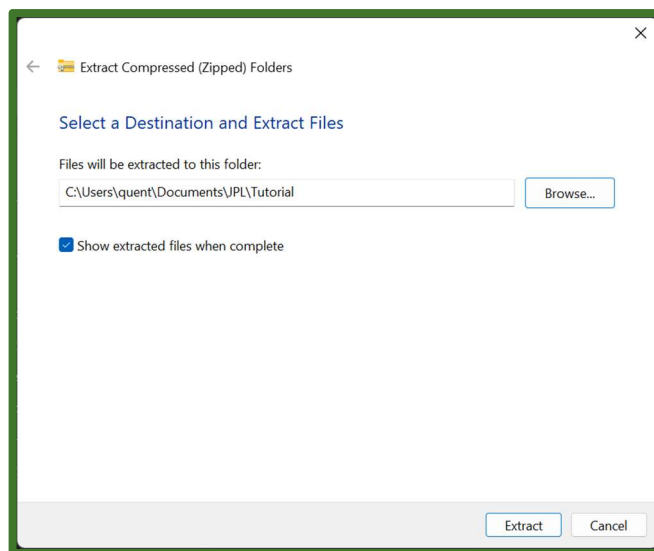 Extract Compressed (Zipped) Folders
Select a Destination and Extract Files
Files will be extracted to this folder:
C:\Users\quent\Documents\JPL\Tutorial
Browse...
Show extracted files when complete
Extract
Cancel